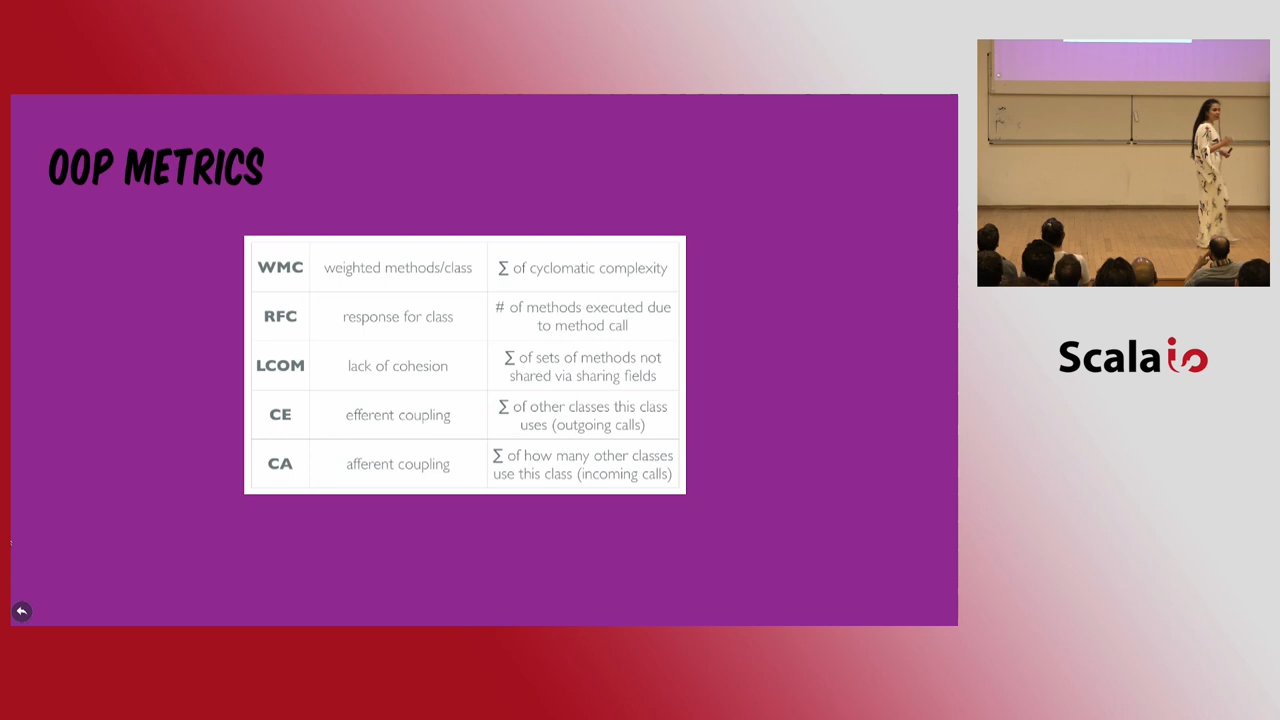 OOP METRICS
WMC weighted methods/class ∑ of cyclomatic complexity
RFC response for class # of methods executed due
to method call
LCOM lack of cohesion ∑ of sets of methods not
shared via sharing fields
CE efferent coupling ∑ of other classes this class
uses (outgoing calls)
CA afferent coupling ∑ of how many other classes
use this class (incoming calls)
Scala io